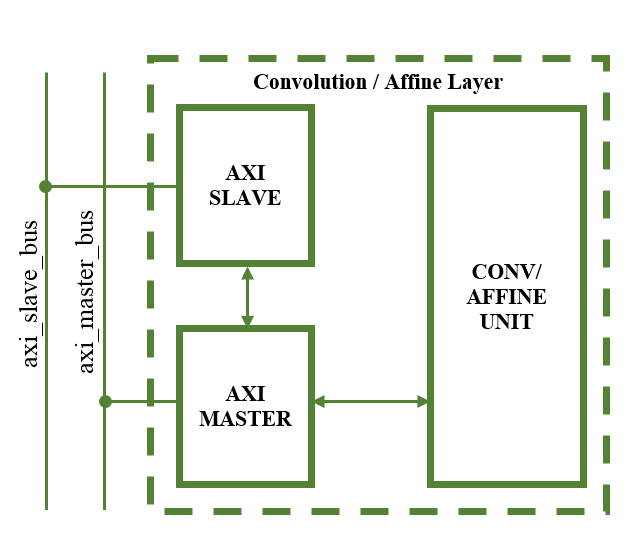 Convolution / Affine Layer
AXI
SLAVE
axi_slave_bus
axi_master_bus
CONV/
AFFINE
UNIT
AXI
MASTER